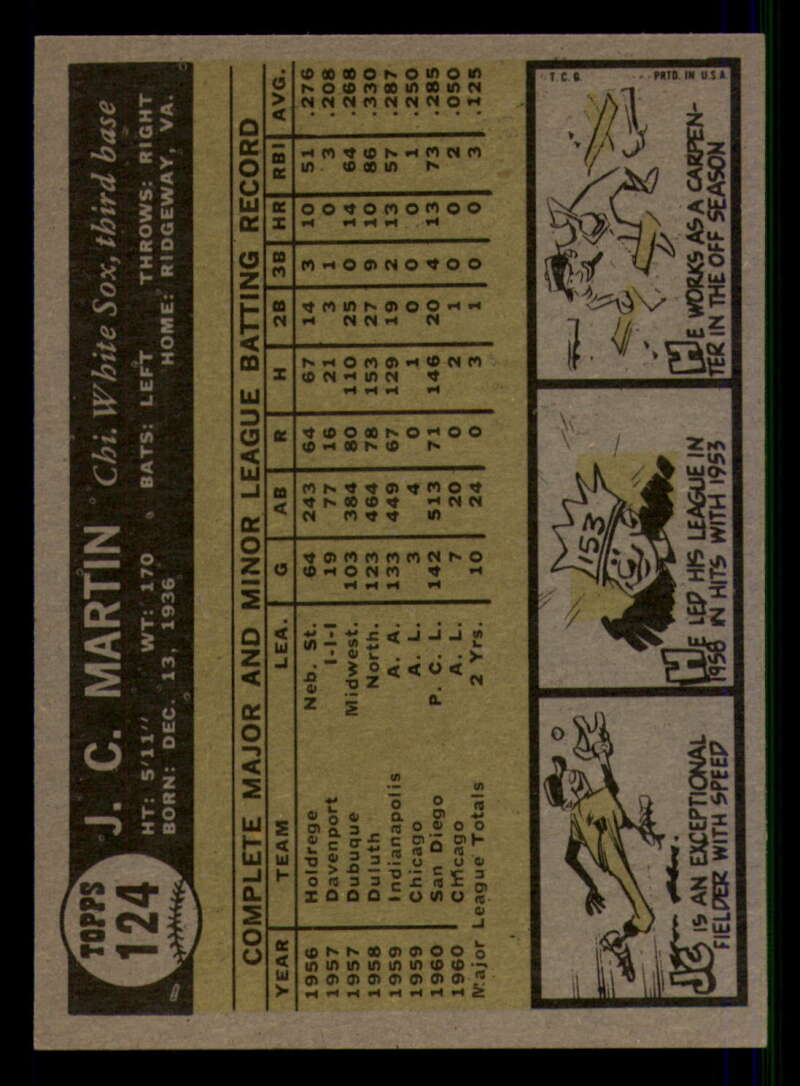 TOPPS
124
J. C. MARTIN Chi. White Sox, third base
HT: 5'11" WT: 170 BATS: LEFT THROWS: RIGHT
BORN: DEC. 13, 1936 HOME: RIDGEWAY, VA.
COMPLETE MAJOR AND MINOR LEAGUE BATTING RECORD
YEAR TEAM LEA. G AB R H 2B 3B HR RBI AVG.
1956 Holdrege Neb. St. 64 243 64 67 14 3 10 51 .276
1957 Davenport I-I-I 19 77 16 21 3 1 0 3 .208
1957 Dubuque Midwest. 103 384 80 110 25 0 14 64 .268
1958 Duluth North. 123 464 78 153 27 9 10 86 .330
1959 Indianapolis A. A. 133 449 67 129 19 2 13 57 .287
1959 Chicago A. L. 3 4 0 1 0 0 0 1 .250
1960 San Diego P. C. L. 142 513 71 146 20 4 13 73 .285
1960 Chicago A. L. 7 20 0 2 1 0 0 2 .050
Major League Totals 2 Yrs. 10 24 0 3 1 0 0 3 .125
JC IS AN EXCEPTIONAL
FIELDER WITH SPEED
'53
HE LED HIS LEAGUE IN
1958 IN HITS WITH 1953
T. C. G. PRTD. IN U.S.A.
HE WORKS AS A CARPEN-
TER IN THE OFF SEASON